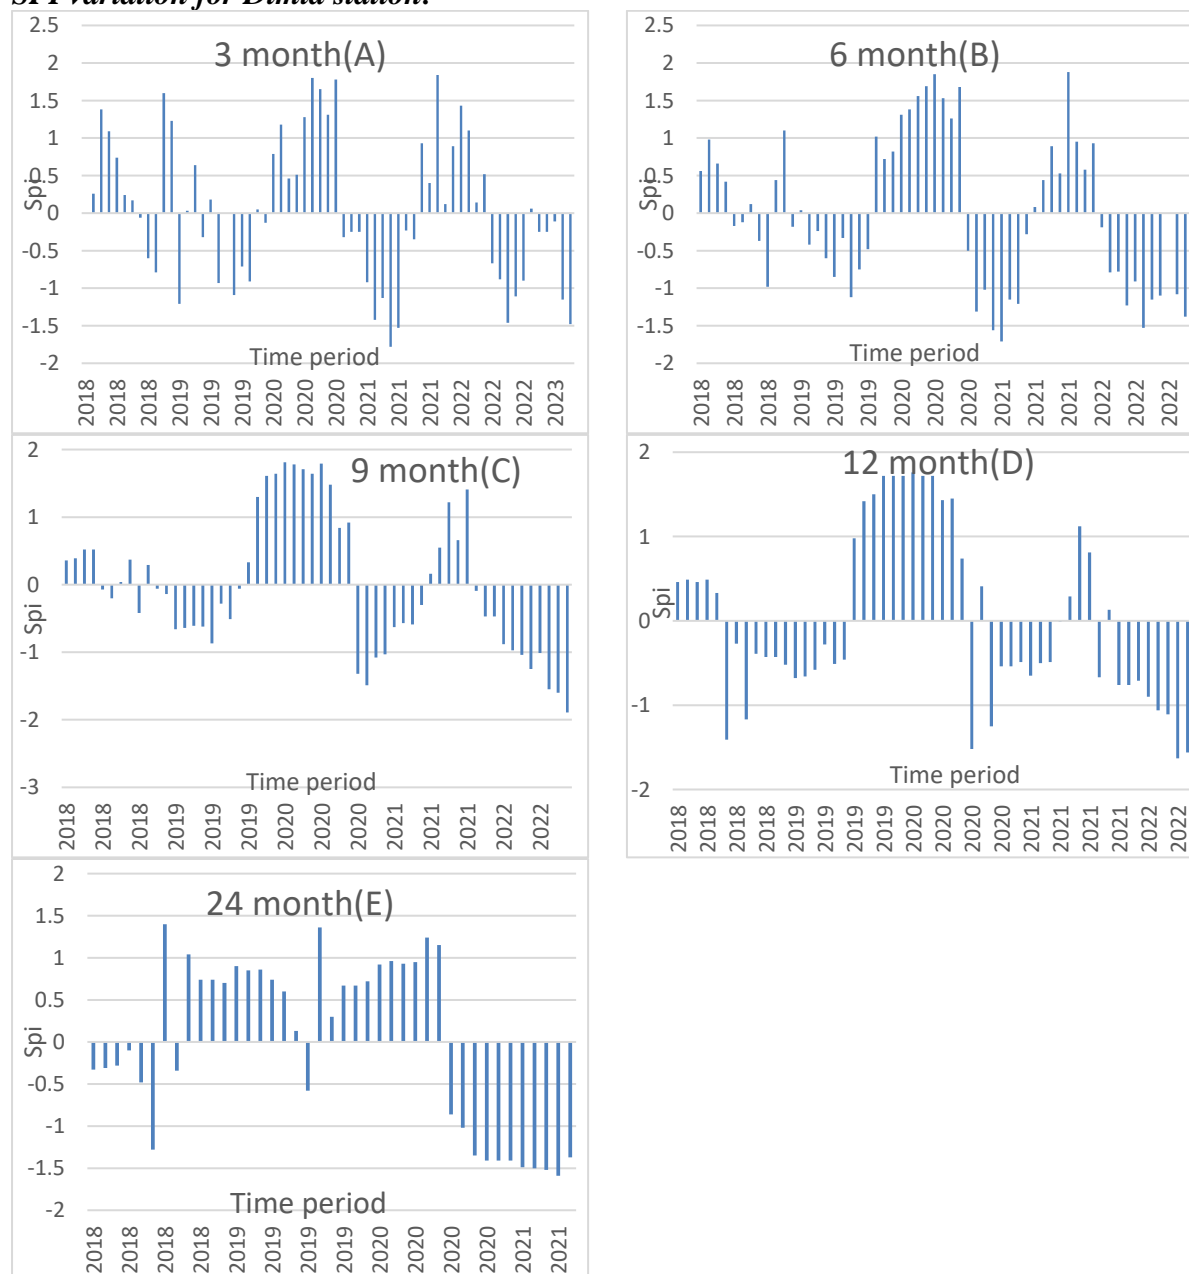 SPI variation for Dimla station:
3 month(A)
2.5
2
1.5
1
0.5
0
-0.5
-1
-1.5
-2
Spi
Time period
2018 2018 2018 2019 2019 2019 2020 2020 2020 2021 2021 2021 2022 2022 2022 2023
6 month(B)
2.5
2
1.5
1
0.5
0
-0.5
-1
-1.5
-2
Spi
Time period
2018 2018 2018 2019 2019 2019 2020 2020 2020 2021 2021 2021 2022 2022 2022
9 month(C)
2
1
0
-1
-2
-3
Spi
Time period
2018 2018 2018 2019 2019 2019 2020 2020 2020 2021 2021 2021 2022 2022
12 month(D)
2
1
0
-1
-2
Spi
Time period
2018 2018 2018 2018 2019 2019 2019 2019 2020 2020 2020 2020 2021 2021 2021 2021 2022 2022
24 month(E)
2
1.5
1
0.5
0
-0.5
-1
-1.5
-2
Spi
Time period
2018 2018 2018 2018 2019 2019 2019 2019 2020 2020 2020 2020 2021 2021